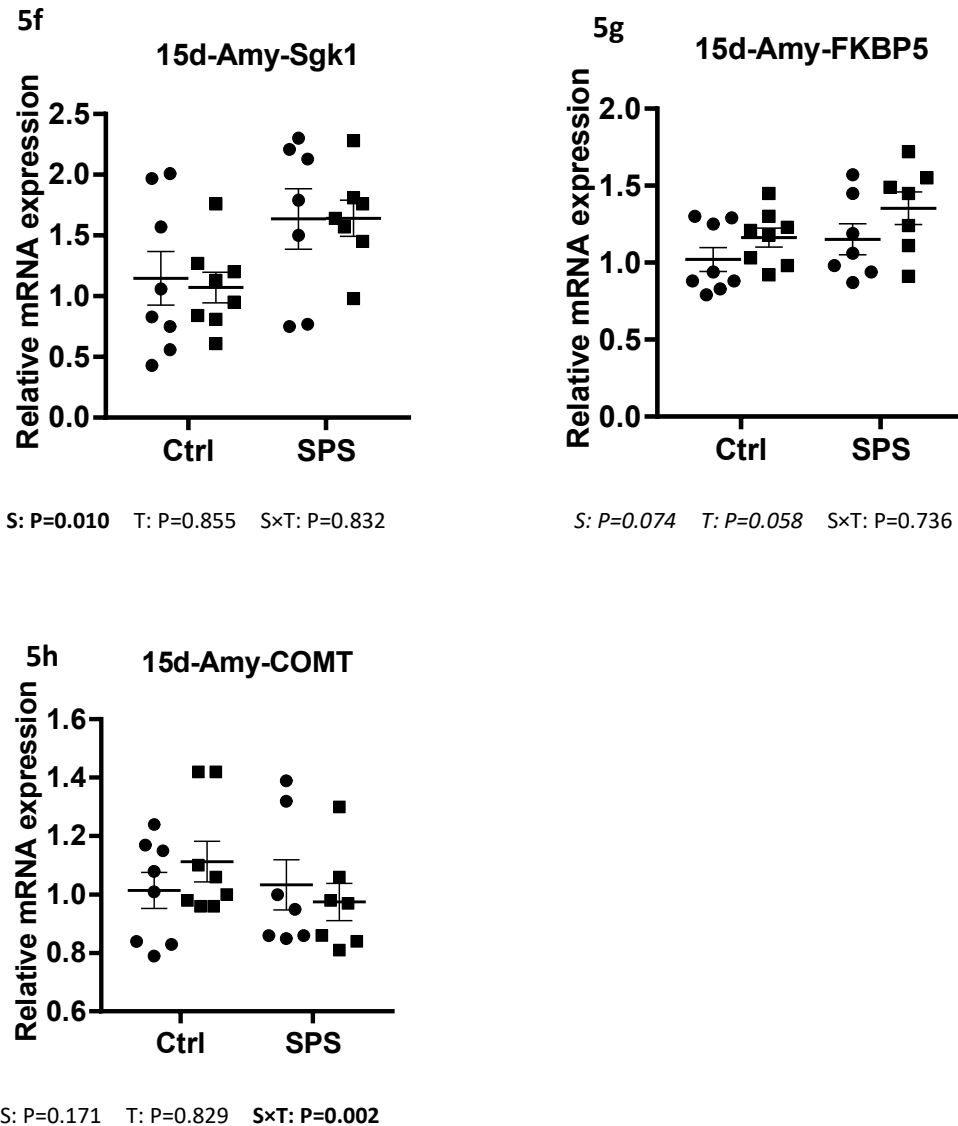 5f
15d-Amy-Sgk1
Relative mRNA expression
2.5
2.0
1.5
1.0
0.5
0.0
Ctrl SPS
S: P=0.010 T: P=0.855 S×T: P=0.832
5g
15d-Amy-FKBP5
Relative mRNA expression
2.0
1.5
1.0
0.5
0.0
Ctrl SPS
S: P=0.074 T: P=0.058 S×T: P=0.736
5h
15d-Amy-COMT
Relative mRNA expression
1.6
1.4
1.2
1.0
0.8
0.6
Ctrl SPS
S: P=0.171 T: P=0.829 S×T: P=0.002